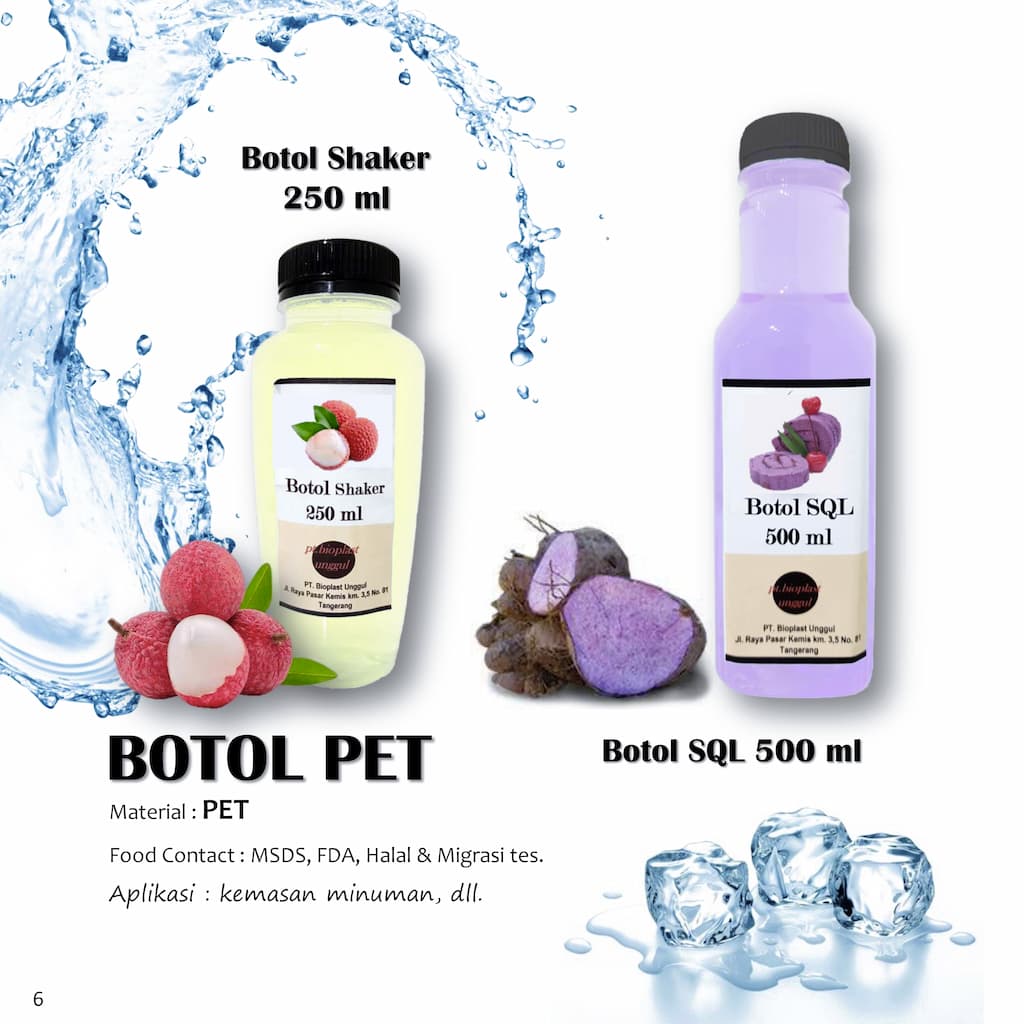 Botol Shaker
250 ml
Botol Shaker
250 ml
pt.bioplast
unggul
PT. Bioplast Unggul
Jl. Raya Pasar Kemis km. 3,5 No. 81
Tangerang
Botol SQL
500 ml
pt.bioplast
unggul
PT. Bioplast Unggul
Jl. Raya Pasar Kemis km. 3,5 No. 81
Tangerang
BOTOL PET
Botol SQL 500 ml
Material : PET
Food Contact : MSDS, FDA, Halal & Migrasi tes.
Aplikasi : kemasan minuman, dll.
6